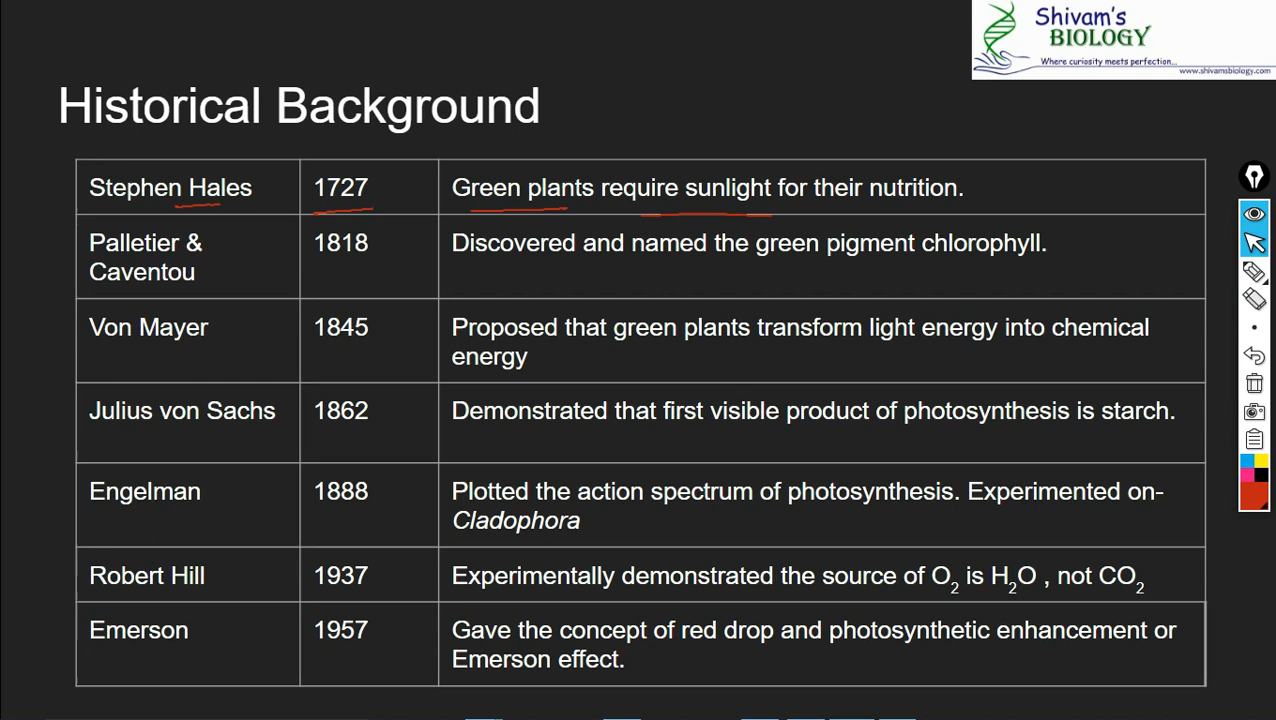 Shivam's
BIOLOGY
Where curiosity meets perfection...
www.shivamsbiology.com
Historical Background
Stephen Hales 1727 Green plants require sunlight for their nutrition.
Palletier & 1818 Discovered and named the green pigment chlorophyll.
Caventou
Von Mayer 1845 Proposed that green plants transform light energy into chemical
energy
Julius von Sachs 1862 Demonstrated that first visible product of photosynthesis is starch.
Engelman 1888 Plotted the action spectrum of photosynthesis. Experimented on-
Cladophora
Robert Hill 1937 Experimentally demonstrated the source of O₂ is H₂O , not CO₂
Emerson 1957 Gave the concept of red drop and photosynthetic enhancement or
Emerson effect.